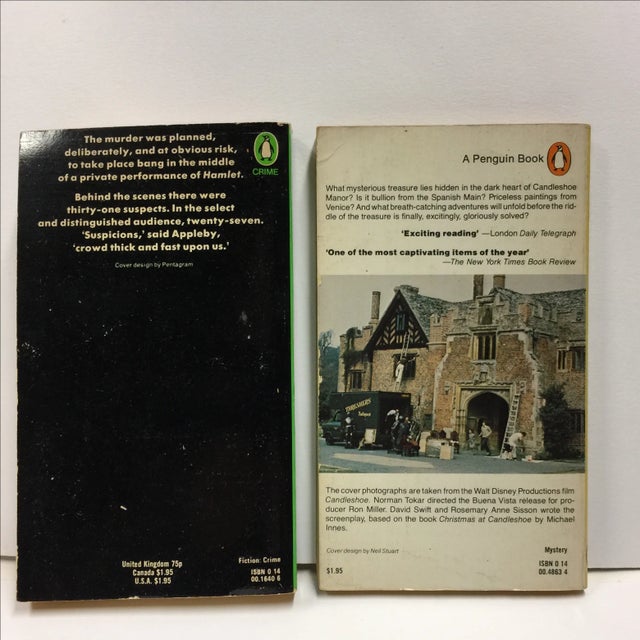 The murder was planned,
deliberately, and at obvious risk,
to take place bang in the middle
of a private performance of Hamlet.
CRIME
Behind the scenes there were
thirty-one suspects. In the select
and distinguished audience, twenty-seven.
'Suspicions,' said Appleby,
'crowd thick and fast upon us.'
Cover design by Pentagram
United Kingdom 75p
Canada $1.95
U.S.A. $1.95
Fiction: Crime
ISBN 0 14
00.1640 6
A Penguin Book
What mysterious treasure lies hidden in the dark heart of Candleshoe
Manor? Is it bullion from the Spanish Main? Priceless paintings from
Venice? And what breath-catching adventures will unfold before the rid-
dle of the treasure is finally, excitingly, gloriously solved?
'Exciting reading' —London Daily Telegraph
'One of the most captivating items of the year'
—The New York Times Book Review
The cover photographs are taken from the Walt Disney Productions film
Candleshoe. Norman Tokar directed the Buena Vista release for pro-
ducer Ron Miller. David Swift and Rosemary Anne Sisson wrote the
screenplay, based on the book Christmas at Candleshoe by Michael
Innes.
Cover design by Neil Stuart
Mystery
$1.95
ISBN 0 14
00.4863 4